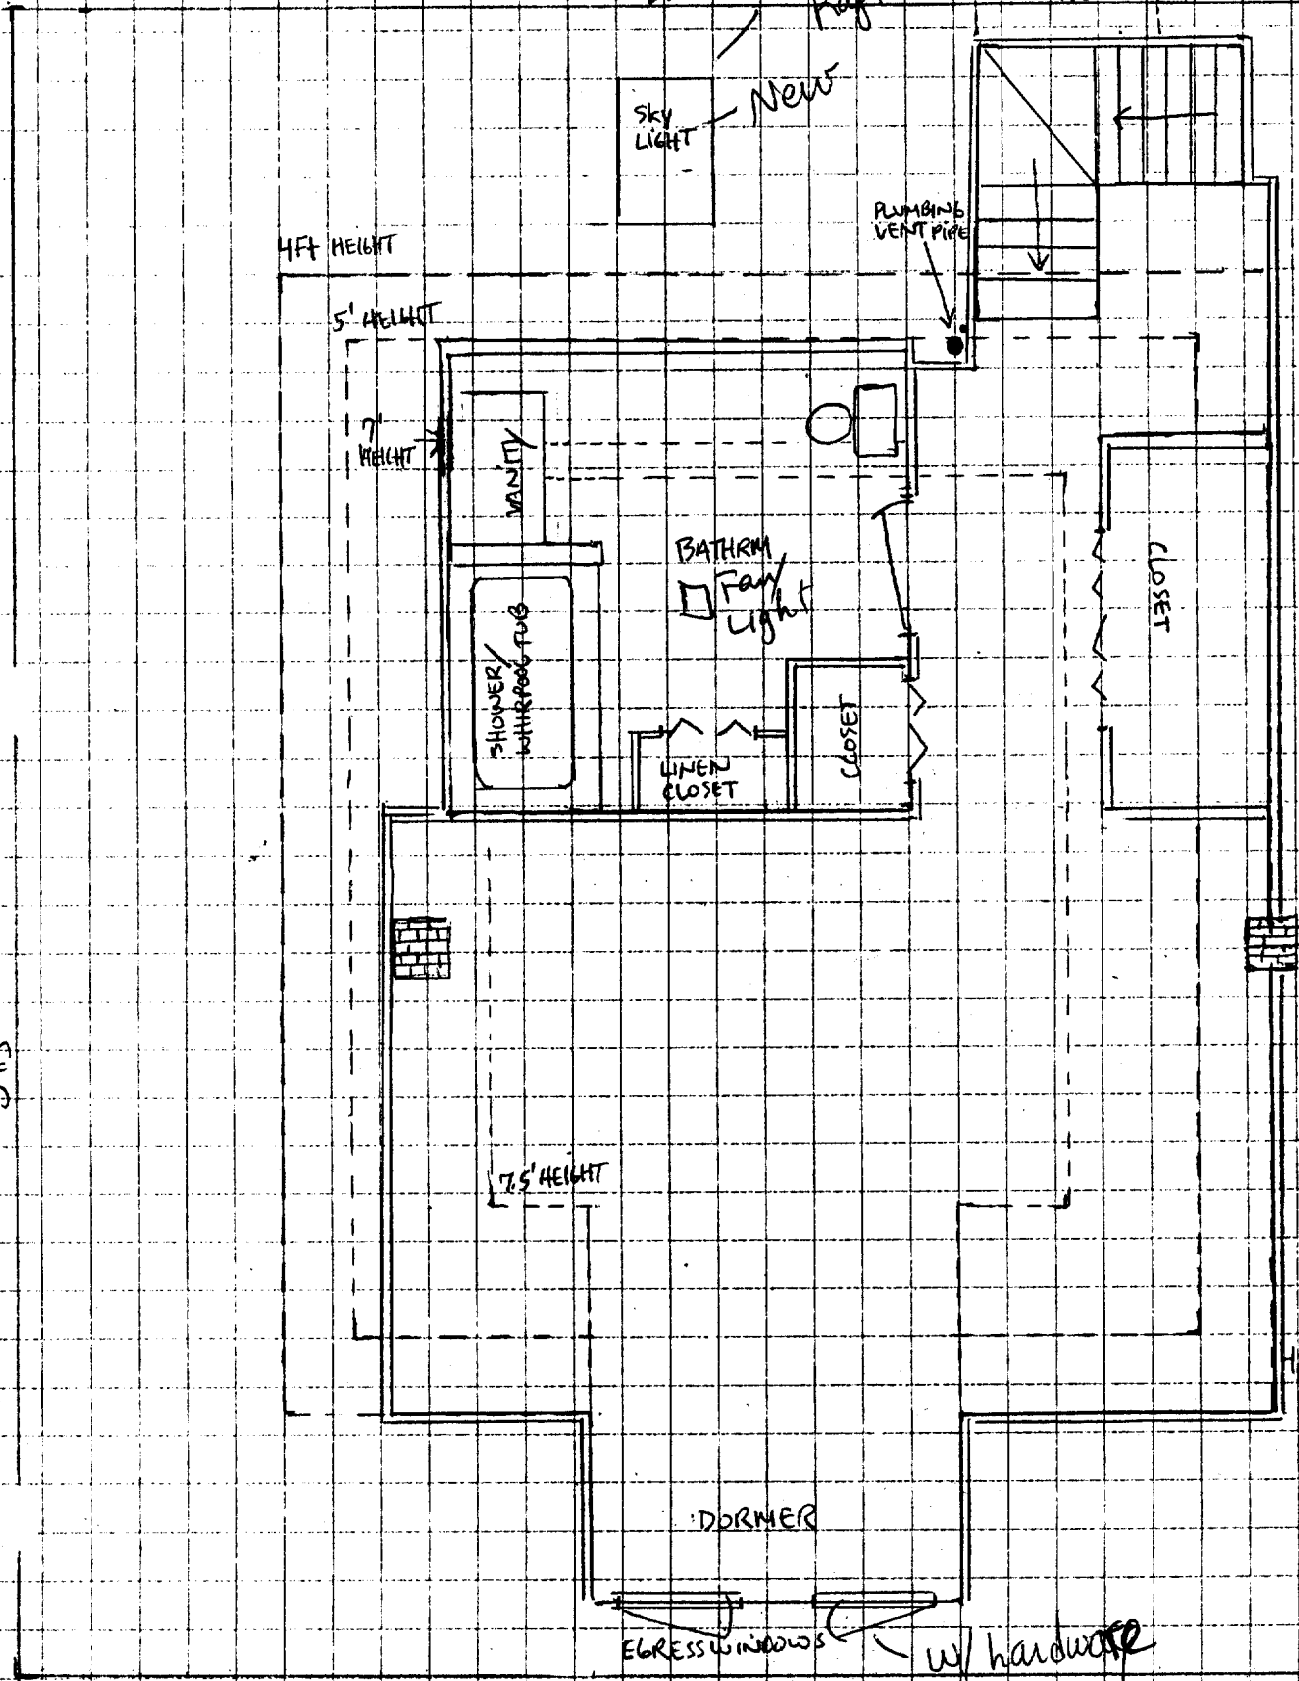 New
SKY
LIGHT
PLUMBING
VENT PIPE
4Ft HEIGHT
5' HEIGHT
7'
HEIGHT
VANITY
BATHRM
Fan/
Light
CLOSET
SHOWER/
WHIRPOOL TUB
CLOSET
LINEN
CLOSET
7.5' HEIGHT
DORMER
EGRESS WINDOWS
w/ hardware